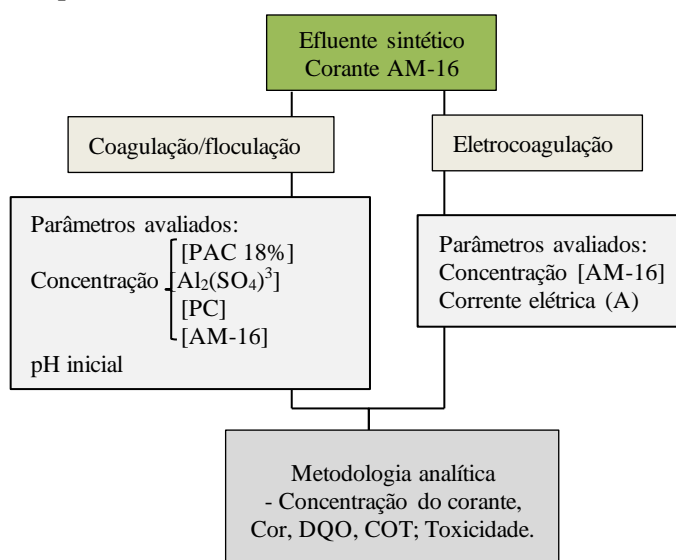 Efluente sintético
Corante AM-16
Coagulação/floculação
Eletrocoagulação
Parâmetros avaliados:
[PAC 18%]
Concentração [Al₂(SO₄)³]
[PC]
[AM-16]
pH inicial
Parâmetros avaliados:
Concentração [AM-16]
Corrente elétrica (A)
Metodologia analítica
- Concentração do corante,
Cor, DQO, COT; Toxicidade.